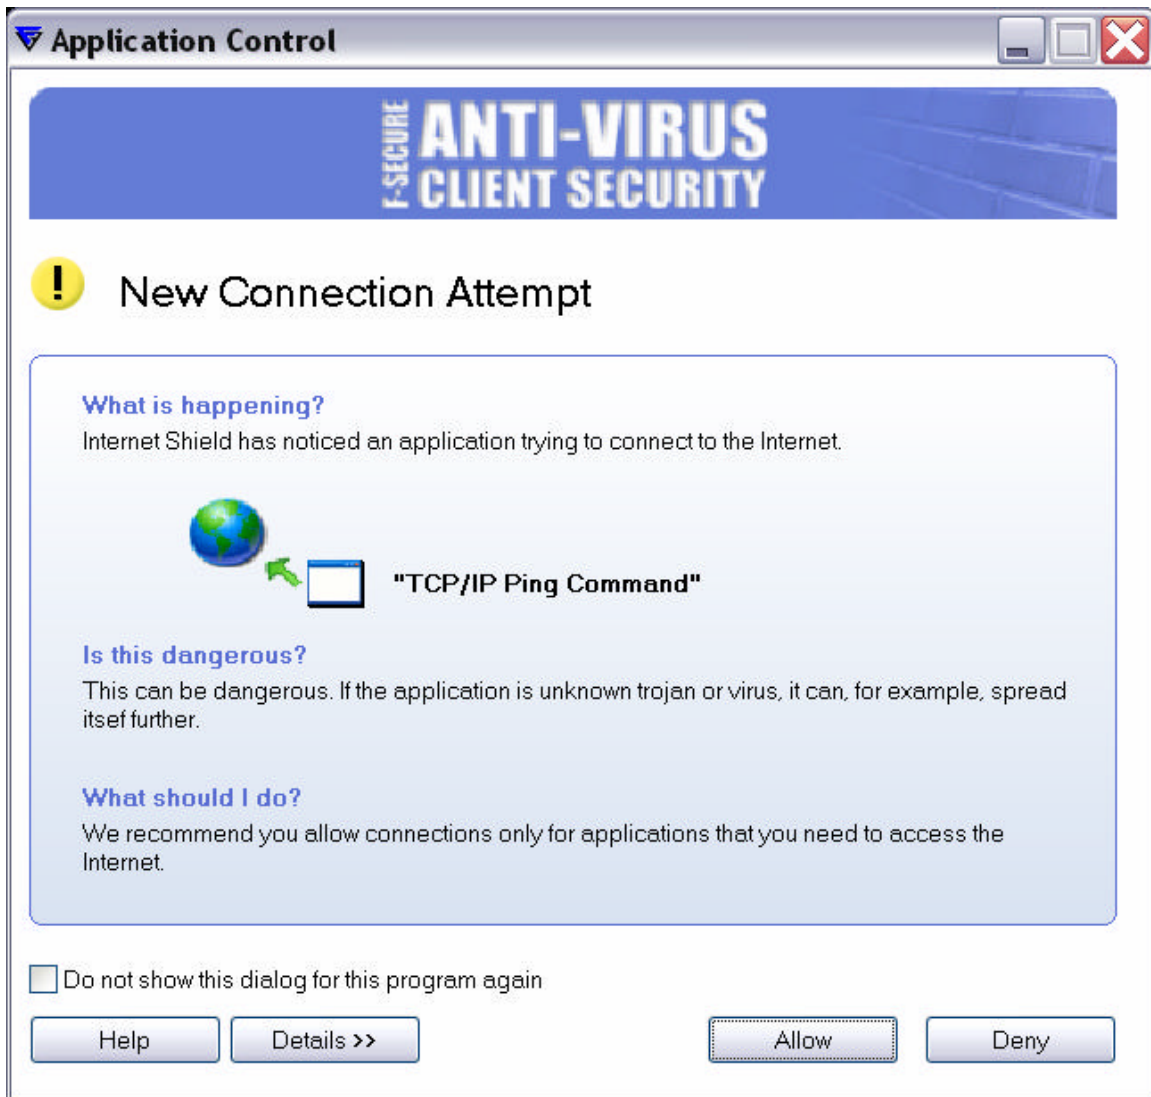 Application Control
F-SECURE
ANTI-VIRUS
CLIENT SECURITY
!
New Connection Attempt
What is happening?
Internet Shield has noticed an application trying to connect to the Internet.
"TCP/IP Ping Command"
Is this dangerous?
This can be dangerous. If the application is unknown trojan or virus, it can, for example, spread
itsef further.
What should I do?
We recommend you allow connections only for applications that you need to access the
Internet.
Do not show this dialog for this program again
Help
Details >>
Allow
Deny